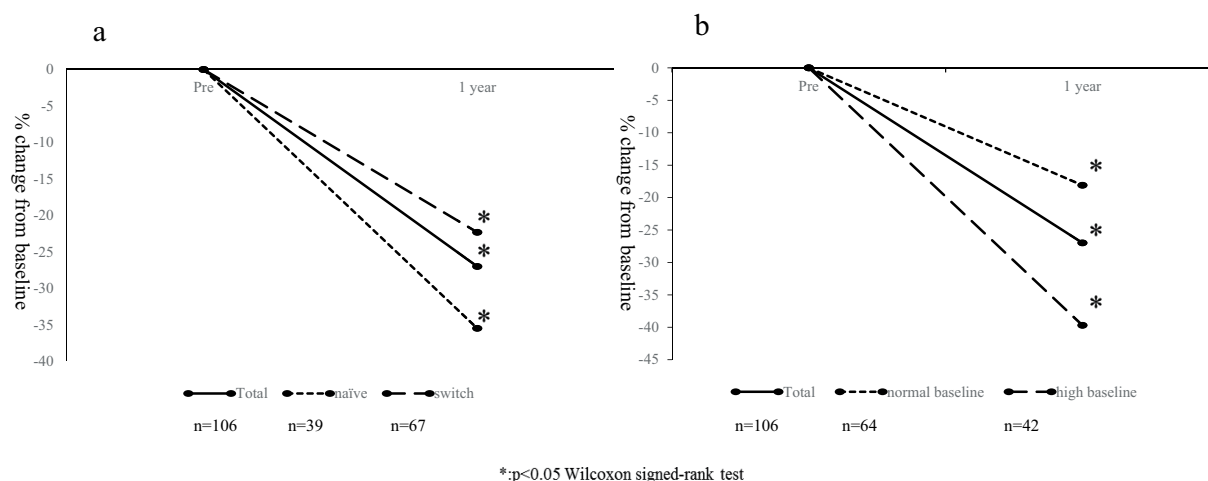 a
% change from baseline
0
-5
-10
-15
-20
-25
-30
-35
-40
Pre
1 year
*
*
*
Total naïve switch
n=106 n=39 n=67
b
% change from baseline
0
-5
-10
-15
-20
-25
-30
-35
-40
-45
Pre
1 year
*
*
*
Total normal baseline high baseline
n=106 n=64 n=42
*:p<0.05 Wilcoxon signed-rank test